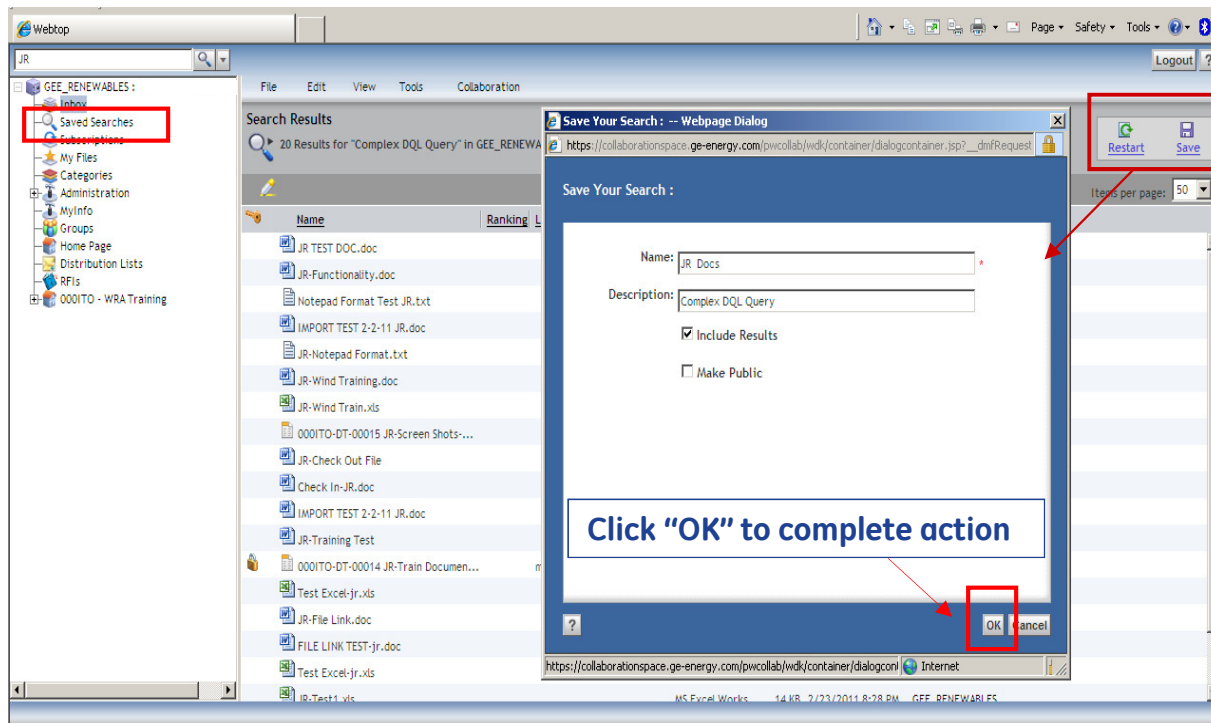 Webtop
Page Safety Tools
JR
Logout ?
GEE_RENEWABLES :
Inbox
Saved Searches
Subscriptions
My Files
Categories
Administration
MyInfo
Groups
Home Page
Distribution Lists
RFIs
000ITO - WRA Training
File Edit View Tools Collaboration
Search Results
20 Results for "Complex DQL Query" in GEE_RENEWA
Restart Save
Items per page: 50
Name Ranking L
JR TEST DOC.doc
JR-Functionality.doc
Notepad Format Test JR.txt
IMPORT TEST 2-2-11 JR.doc
JR-Notepad Format.txt
JR-Wind Training.doc
JR-Wind Train.xls
000ITO-DT-00015 JR-Screen Shots-...
JR-Check Out File
Check In-JR.doc
IMPORT TEST 2-2-11 JR.doc
JR-Training Test
000ITO-DT-00014 JR-Train Documen... m
Test Excel-jr.xls
JR-File Link.doc
FILE LINK TEST-jr.doc
Test Excel-jr.xls
JR-Test1.xls MS Excel Works 14 KB 2/23/2011 8:28 PM GEE_RENEWABLES
Save Your Search : -- Webpage Dialog
https://collaborationspace.ge-energy.com/pwcollab/wdk/container/dialogcontainer.jsp?__dmfRequest
Save Your Search :
Name: JR Docs *
Description: Complex DQL Query
Include Results
Make Public
Click "OK" to complete action
? OK Cancel
https://collaborationspace.ge-energy.com/pwcollab/wdk/container/dialogconl Internet